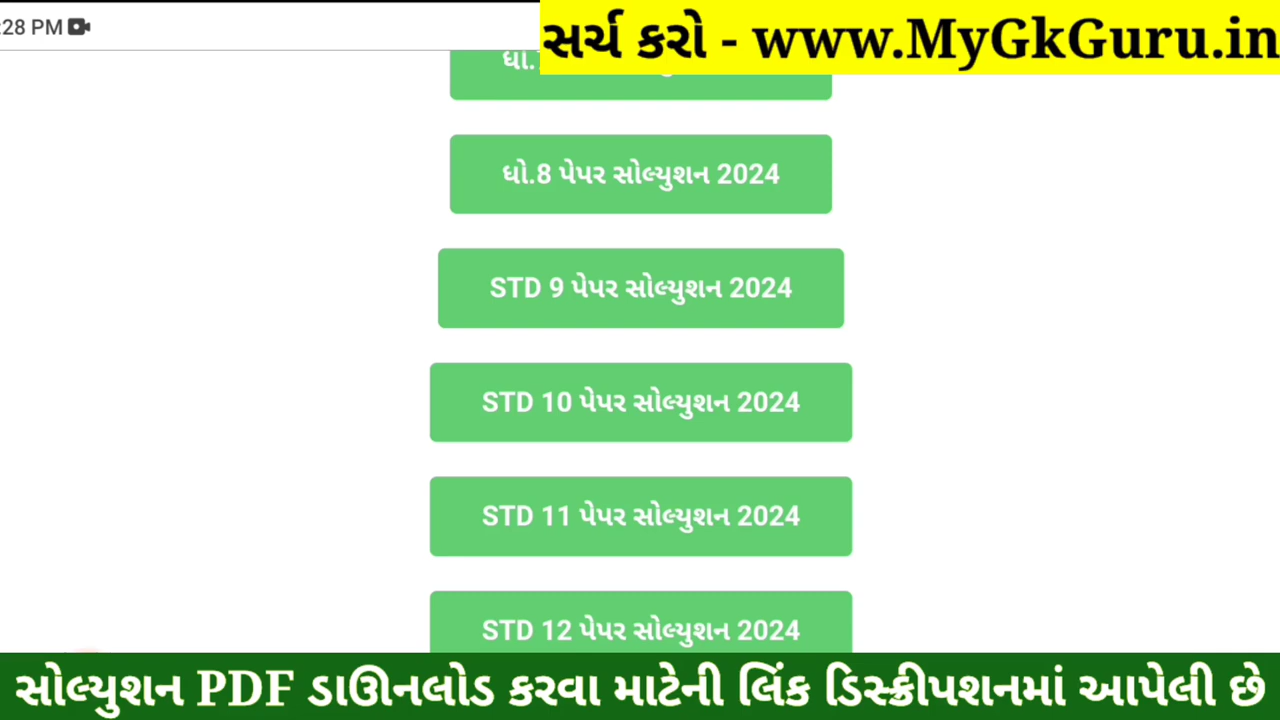 :28 PM
સર્ચ કરો - www.MyGkGuru.in
ધો.
ધો.8 પેપર સોલ્યુશન 2024
STD 9 પેપર સોલ્યુશન 2024
STD 10 પેપર સોલ્યુશન 2024
STD 11 પેપર સોલ્યુશન 2024
STD 12 પેપર સોલ્યુશન 2024
સોલ્યુશન PDF ડાઊનલોડ કરવા માટેની લિંક ડિસ્ક્રીપશનમાં આપેલી છે